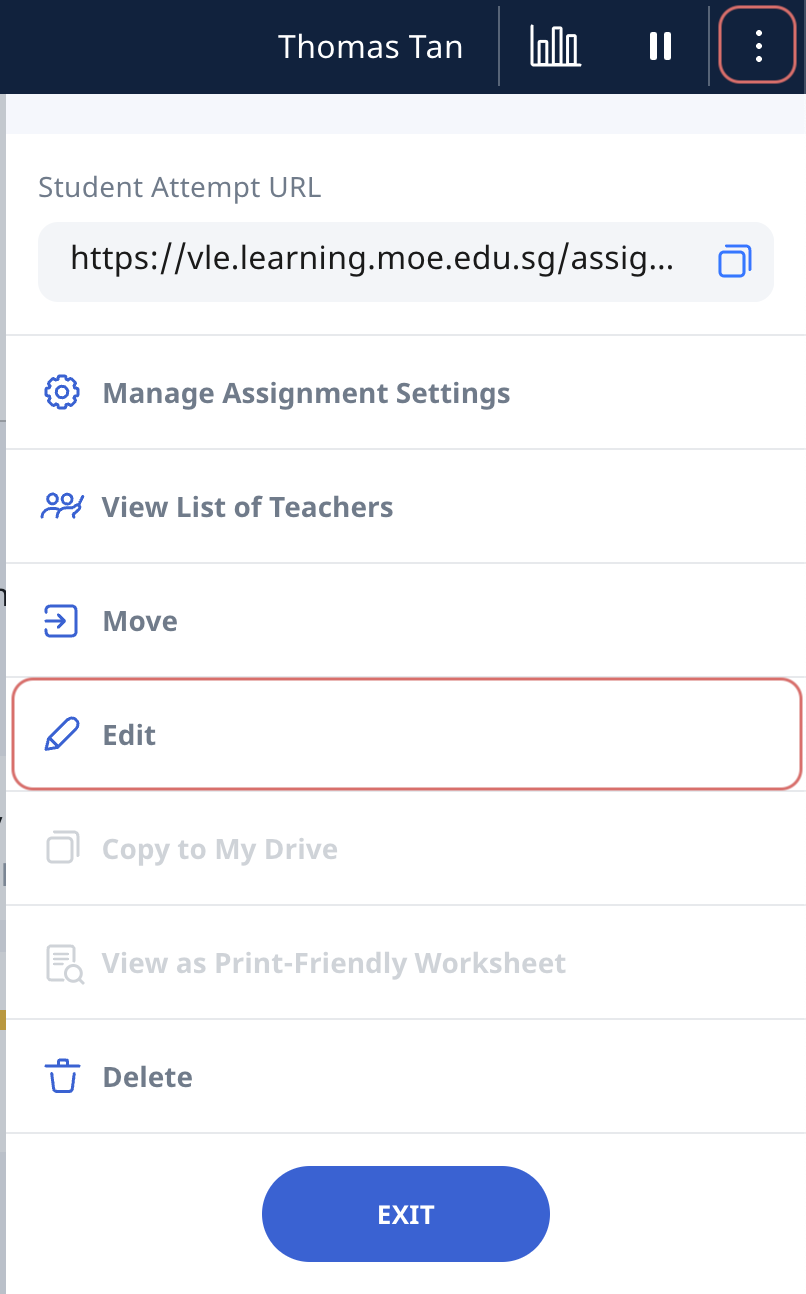 Thomas Tan
Student Attempt URL
https://vle.learning.moe.edu.sg/assig...
Manage Assignment Settings
View List of Teachers
Move
Edit
Copy to My Drive
View as Print-Friendly Worksheet
Delete
EXIT